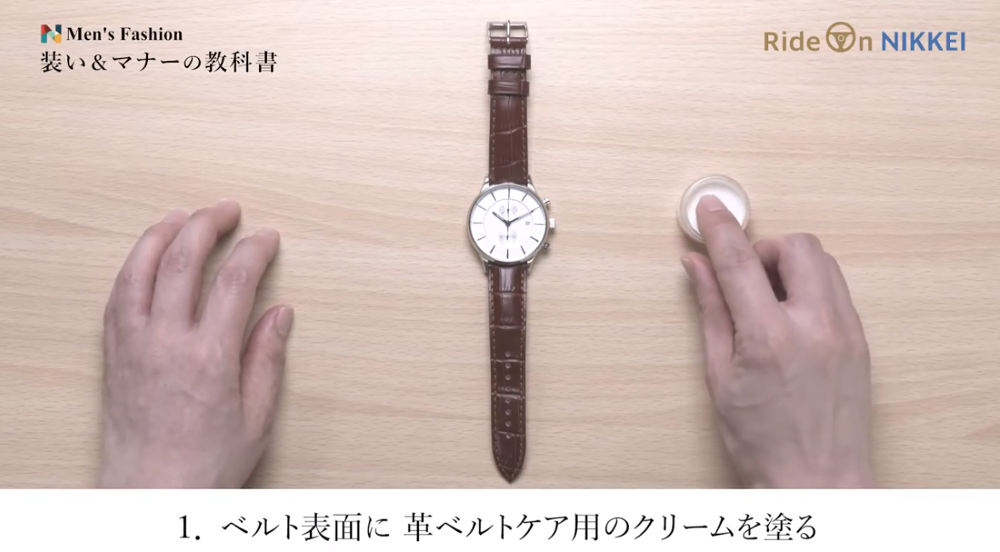 Men's Fashion
装い＆マナーの教科書
Ride On NIKKEI
1. ベルト表面に 革ベルトケア用のクリームを塗る